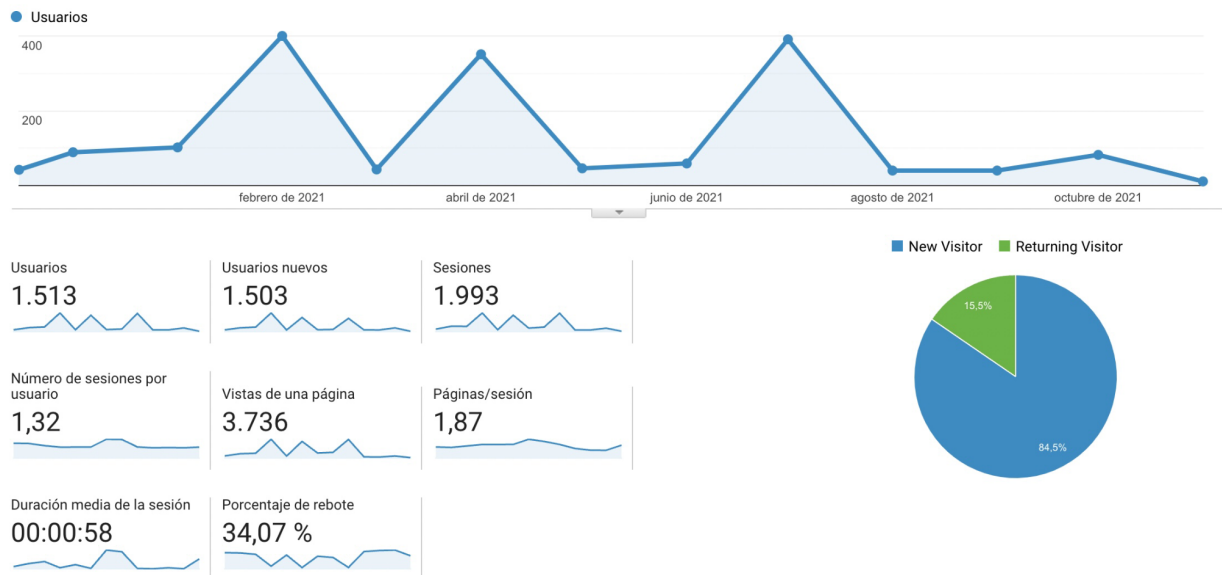 Usuarios
400
200
febrero de 2021
abril de 2021
junio de 2021
agosto de 2021
octubre de 2021
New Visitor
Returning Visitor
Usuarios
1.513
Usuarios nuevos
1.503
Sesiones
1.993
Número de sesiones por
usuario
1,32
Vistas de una página
3.736
Páginas/sesión
1,87
Duración media de la sesión
00:00:58
Porcentaje de rebote
34,07 %
15,5%
84,5%